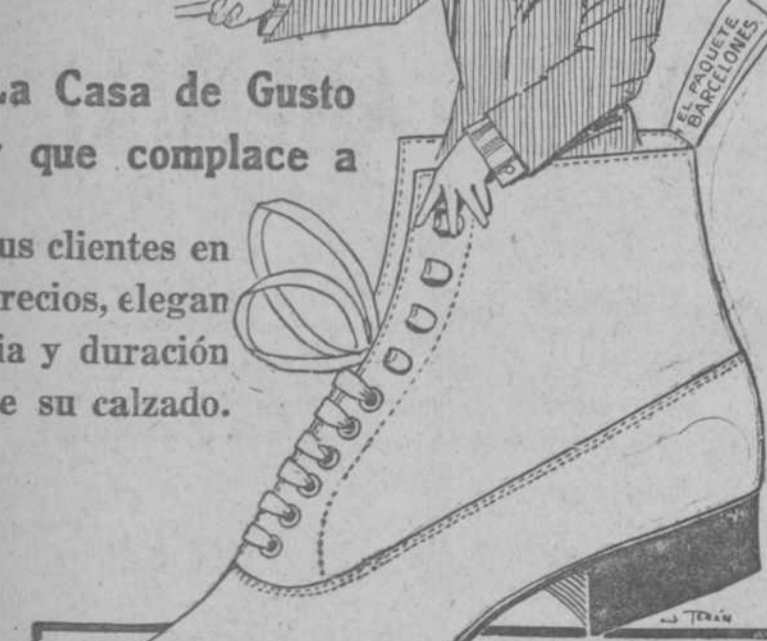 La Casa de Gusto
y que complace a
us clientes en
recios, elegan
ia y duración
e su calzado.
EL PAQUETE
BARCELONES.
TERÁN